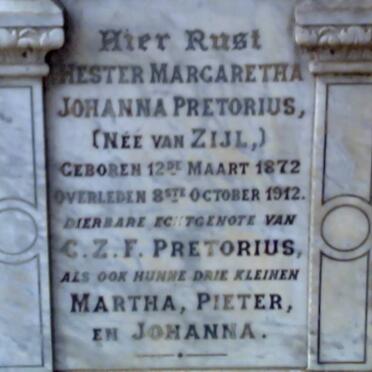 Hier Rust
HESTER MARGARETHA
JOHANNA PRETORIUS,
(NÉE VAN ZIJL,)
GEBOREN 12DE MAART 1872
OVERLEDEN 8STE OCTOBER 1912.
DIERBARE ECHTGENOTE VAN
C. Z. F. PRETORIUS,
ALS OOK HUNNE DRIE KLEINEN
MARTHA, PIETER,
EN JOHANNA.